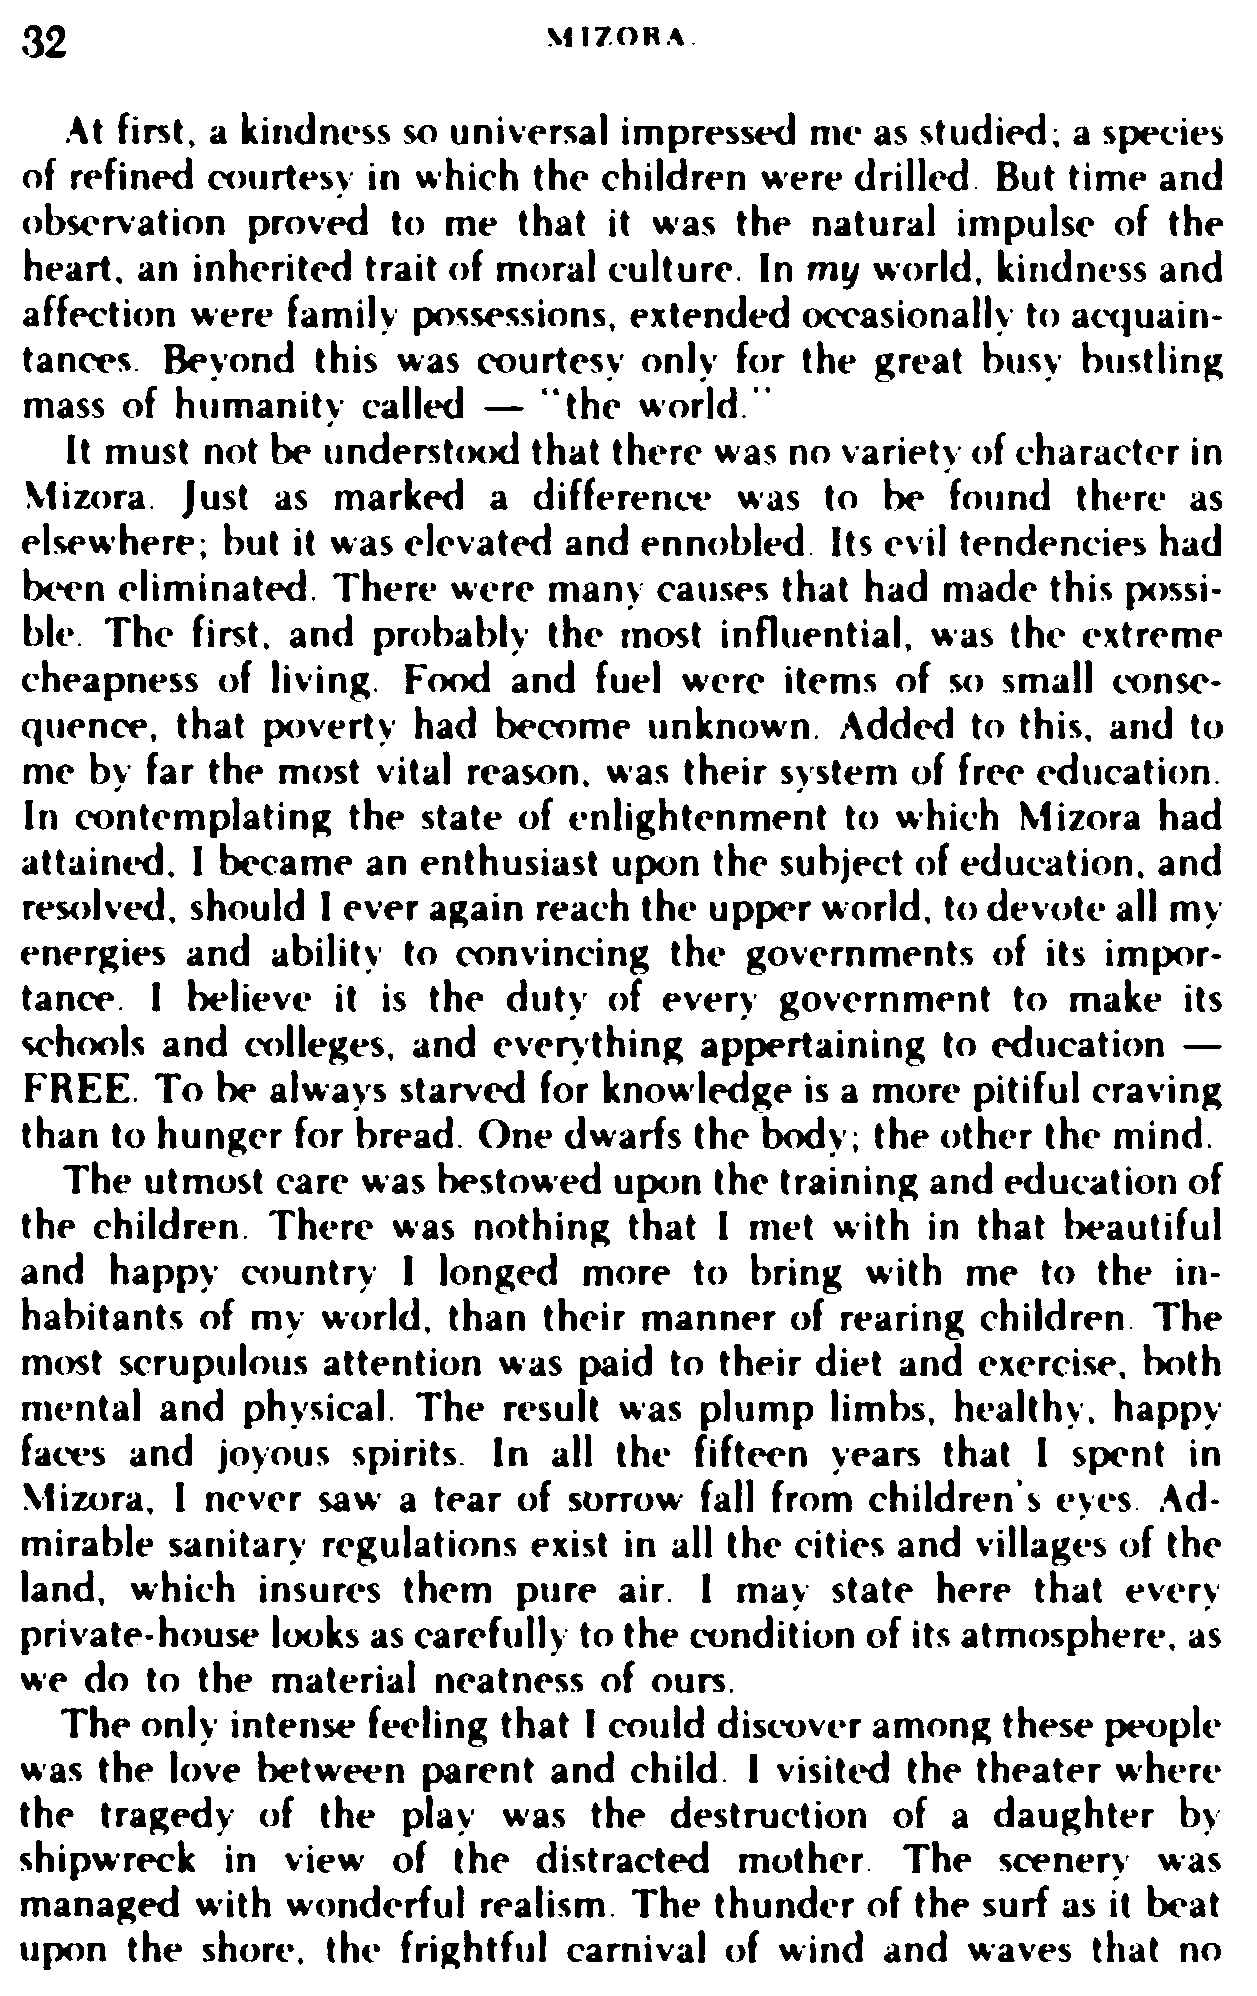 32 MIZORA.
At first, a kindness so universal impressed me as studied; a species
of refined courtesy in which the children were drilled. But time and
observation proved to me that it was the natural impulse of the
heart, an inherited trait of moral culture. In my world, kindness and
affection were family possessions, extended occasionally to acquain-
tances. Beyond this was courtesy only for the great busy bustling
mass of humanity called — "the world."
It must not be understood that there was no variety of character in
Mizora. Just as marked a difference was to be found there as
elsewhere; but it was elevated and ennobled. Its evil tendencies had
been eliminated. There were many causes that had made this possi-
ble. The first, and probably the most influential, was the extreme
cheapness of living. Food and fuel were items of so small conse-
quence, that poverty had become unknown. Added to this, and to
me by far the most vital reason, was their system of free education.
In contemplating the state of enlightenment to which Mizora had
attained, I became an enthusiast upon the subject of education, and
resolved, should I ever again reach the upper world, to devote all my
energies and ability to convincing the governments of its impor-
tance. I believe it is the duty of every government to make its
schools and colleges, and everything appertaining to education —
FREE. To be always starved for knowledge is a more pitiful craving
than to hunger for bread. One dwarfs the body; the other the mind.
The utmost care was bestowed upon the training and education of
the children. There was nothing that I met with in that beautiful
and happy country I longed more to bring with me to the in-
habitants of my world, than their manner of rearing children. The
most scrupulous attention was paid to their diet and exercise, both
mental and physical. The result was plump limbs, healthy, happy
faces and joyous spirits. In all the fifteen years that I spent in
Mizora, I never saw a tear of sorrow fall from children's eyes. Ad-
mirable sanitary regulations exist in all the cities and villages of the
land, which insures them pure air. I may state here that every
private-house looks as carefully to the condition of its atmosphere, as
we do to the material neatness of ours.
The only intense feeling that I could discover among these people
was the love between parent and child. I visited the theater where
the tragedy of the play was the destruction of a daughter by
shipwreck in view of the distracted mother. The scenery was
managed with wonderful realism. The thunder of the surf as it beat
upon the shore, the frightful carnival of wind and waves that no